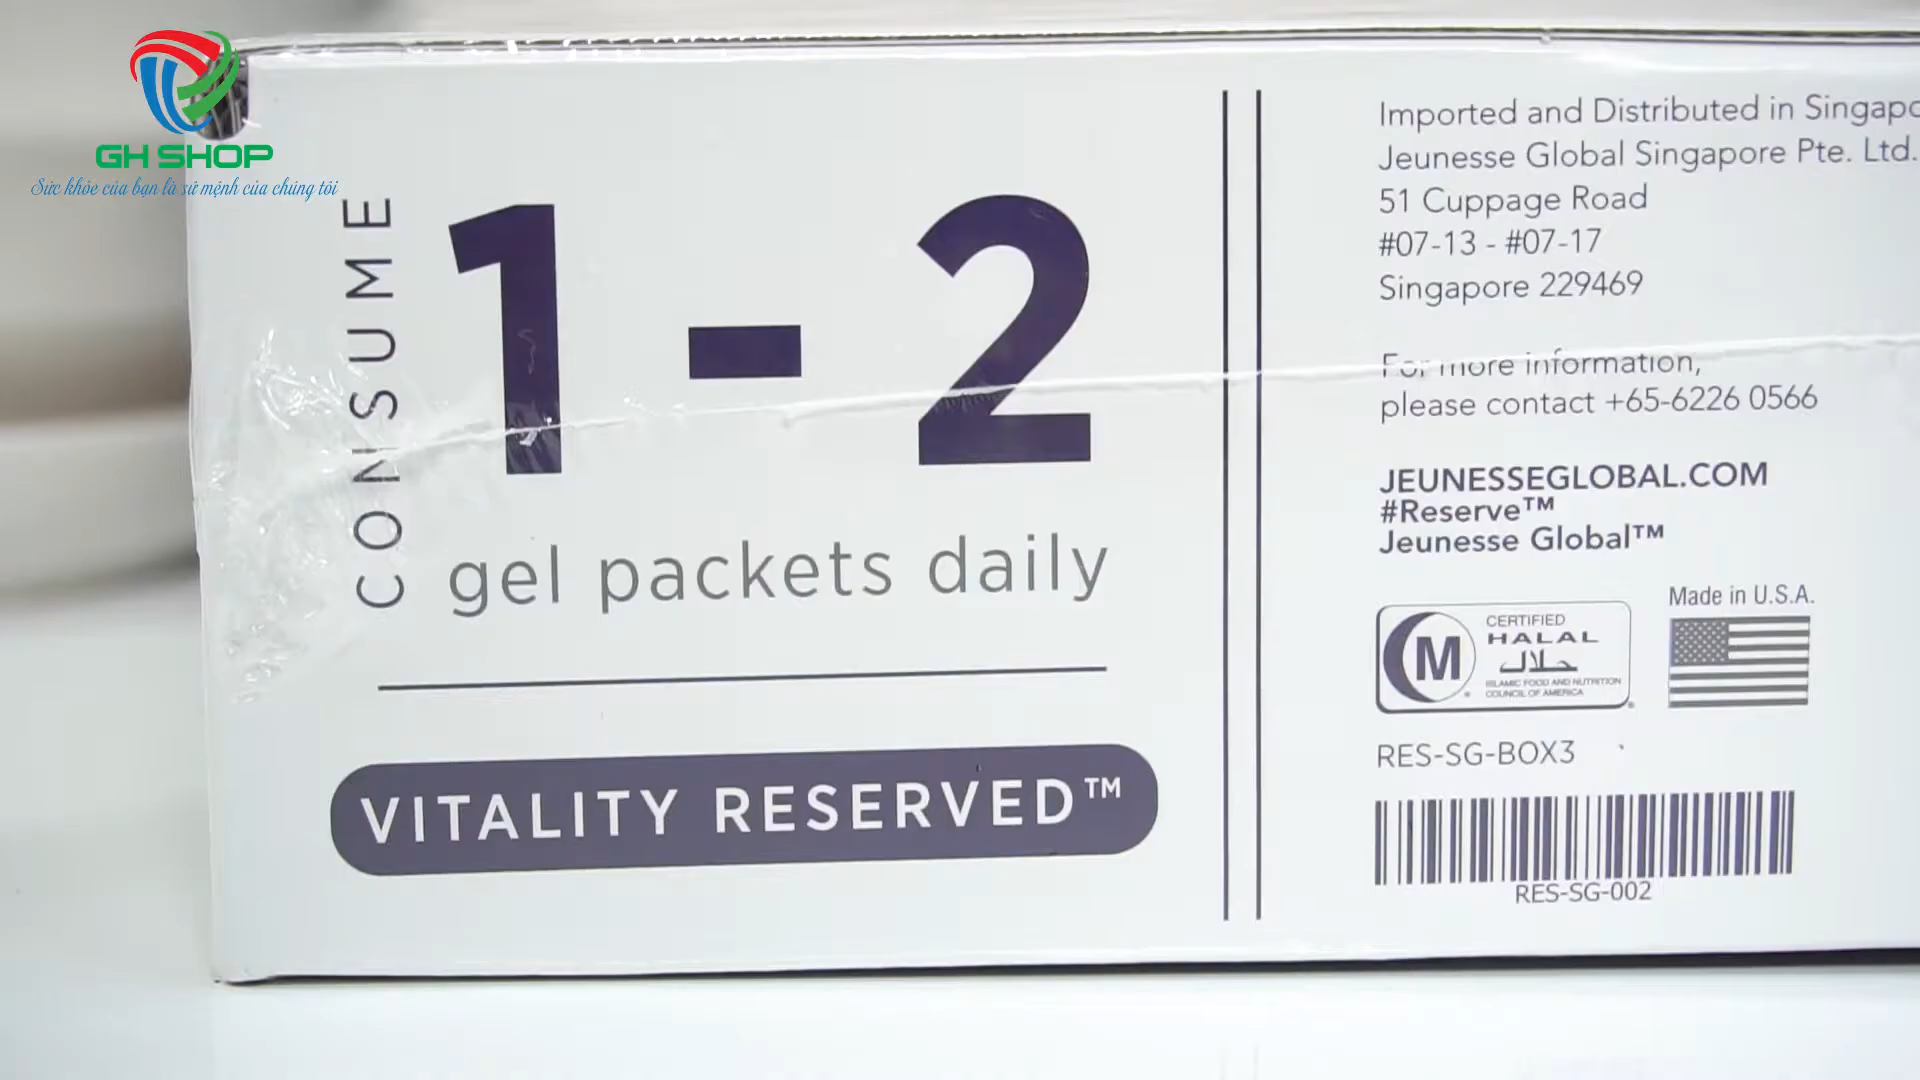 GH SHOP
Sức khỏe của bạn là sứ mệnh của chúng tôi
CONSUME
1 - 2
gel packets daily
VITALITY RESERVED™
Imported and Distributed in
Jeunesse Global Singapore Pte. Ltd.
51 Cuppage Road
#07-13 - #07-17
Singapore 229469
For more information,
please contact +65-6226 0566
JEUNESSEGLOBAL.COM
#Reserve™
Jeunesse Global™
Made in U.S.A.
M
CERTIFIED
HALAL
حلال
ISLAMIC FOOD AND NUTRITION
COUNCIL OF AMERICA
®
RES-SG-BOX3
RES-SG-002